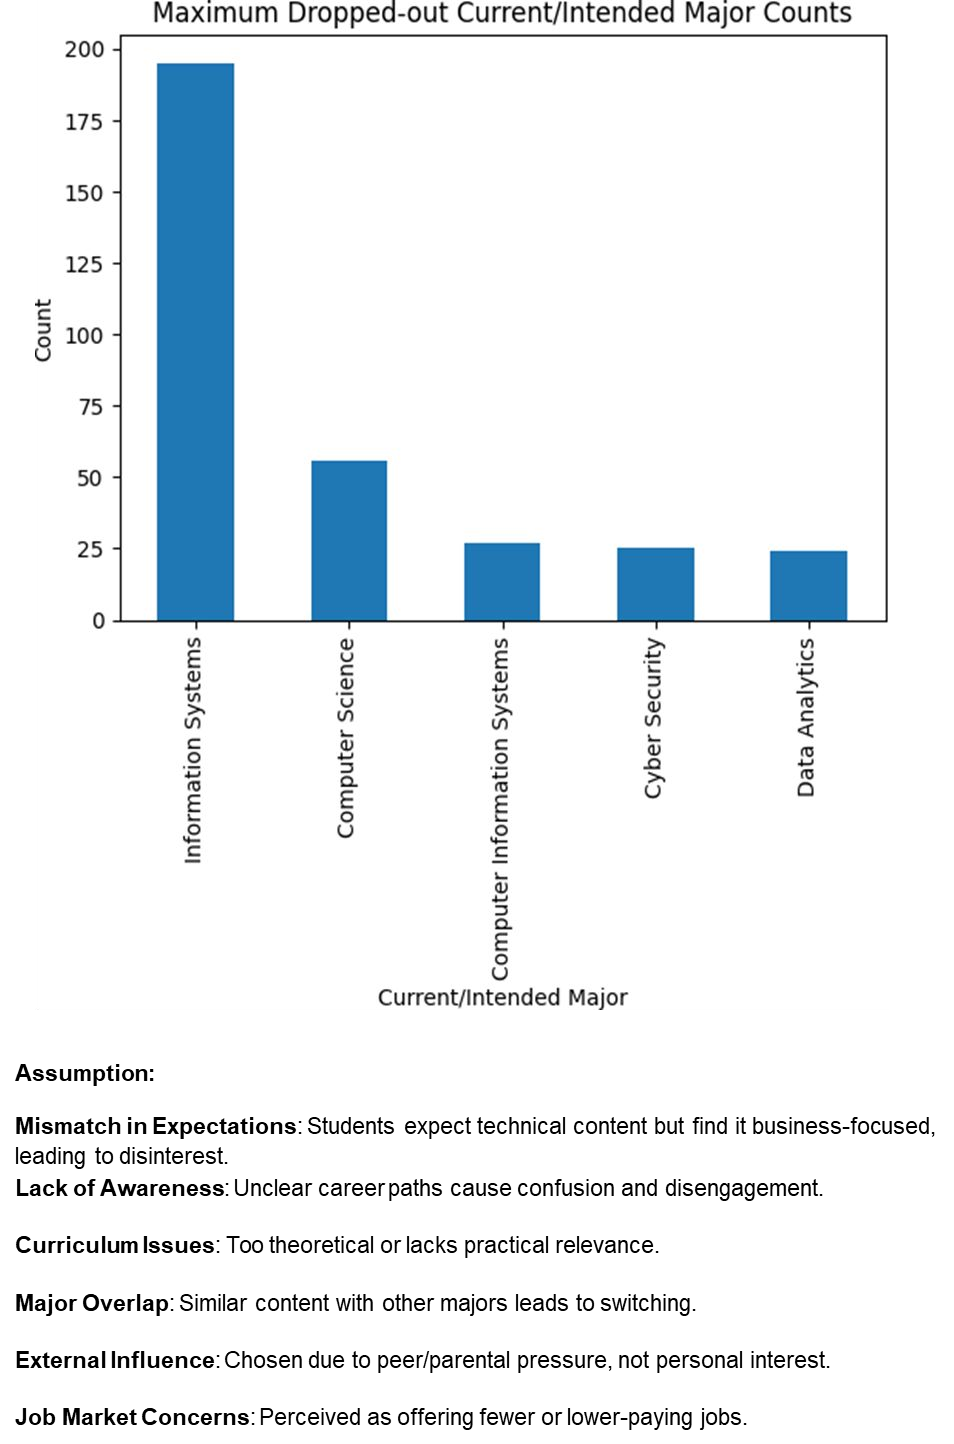 Maximum Dropped-out Current/Intended Major Counts
200
175
150
125
100
75
50
25
0
Count
Information Systems
Computer Science
Computer Information Systems
Cyber Security
Data Analytics
Current/Intended Major
Assumption:
Mismatch in Expectations: Students expect technical content but find it business-focused,
leading to disinterest.
Lack of Awareness: Unclear career paths cause confusion and disengagement.
Curriculum Issues: Too theoretical or lacks practical relevance.
Major Overlap: Similar content with other majors leads to switching.
External Influence: Chosen due to peer/parental pressure, not personal interest.
Job Market Concerns: Perceived as offering fewer or lower-paying jobs.